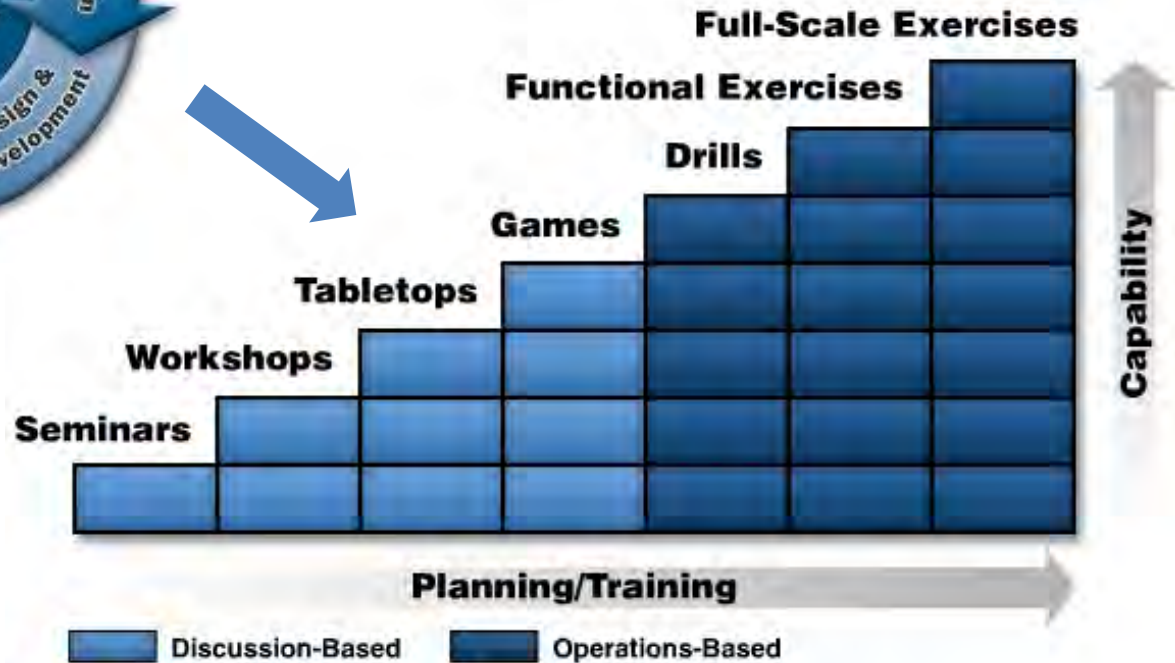 Full-Scale Exercises
Functional Exercises
Drills
Games
Tabletops
Workshops
Seminars
Capability
Planning/Training
Discussion-Based
Operations-Based